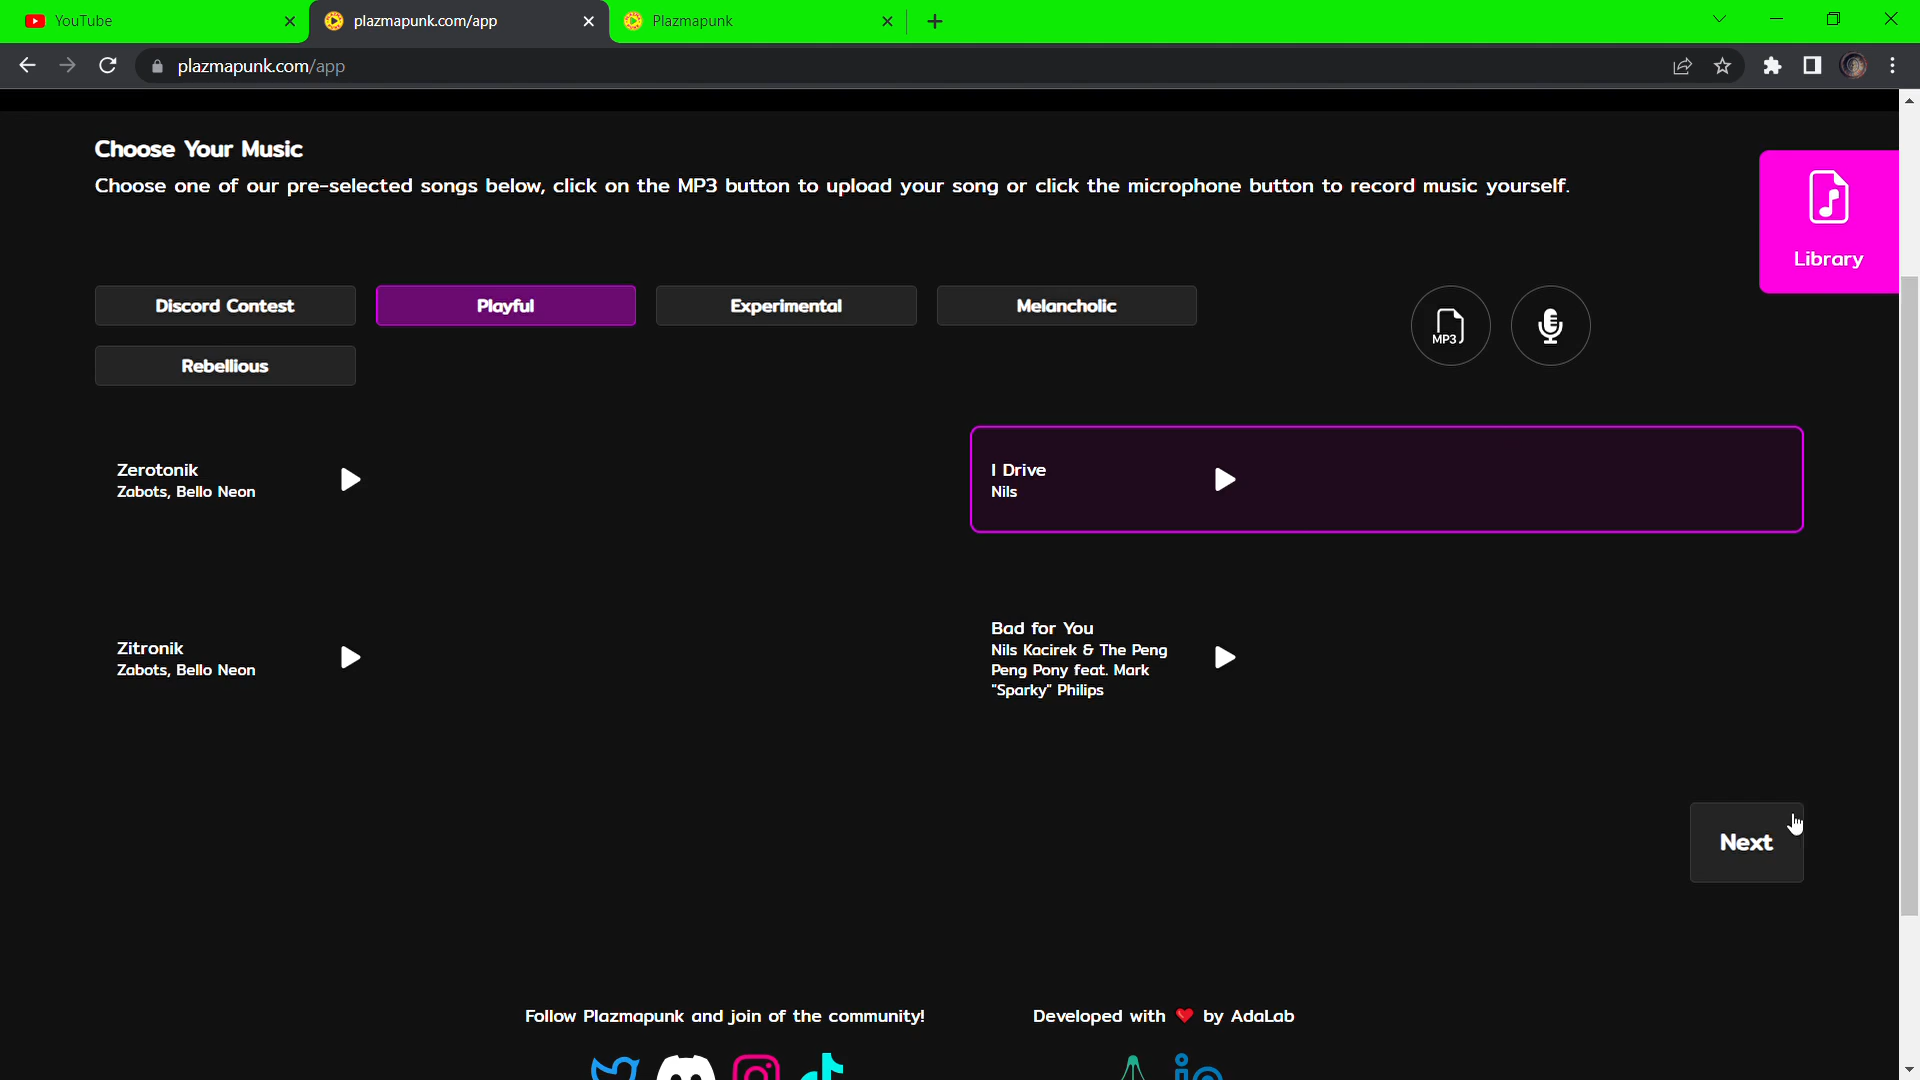 YouTube
plazmapunk.com/app
Plazmapunk
plazmapunk.com/app
Choose Your Music
Choose one of our pre-selected songs below, click on the MP3 button to upload your song or click the microphone button to record music yourself.
Library
Discord Contest
Playful
Experimental
Melancholic
MP3
Rebellious
Zerotonik
Zabots, Bello Neon
I Drive
Nils
Zitronik
Zabots, Bello Neon
Bad for You
Nils Kacirek & The Peng
Peng Pony feat. Mark
"Sparky" Philips
Next
Follow Plazmapunk and join of the community!
Developed with ❤ by AdaLab